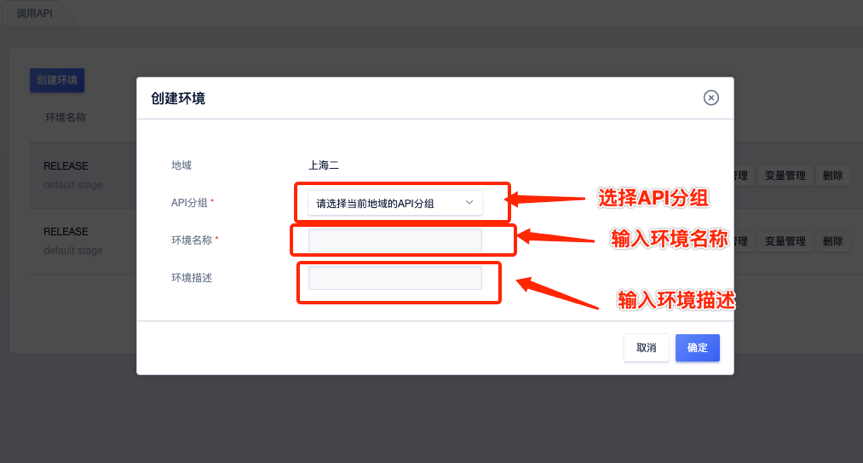 调用API
创建环境
环境名称
创建环境
地域
上海二
API分组 *
请选择当前地域的API分组
选择API分组
环境名称 *
输入环境名称
环境描述
输入环境描述
RELEASE
default stage
管理 变量管理 删除
RELEASE
default stage
管理 变量管理 删除
取消
确定